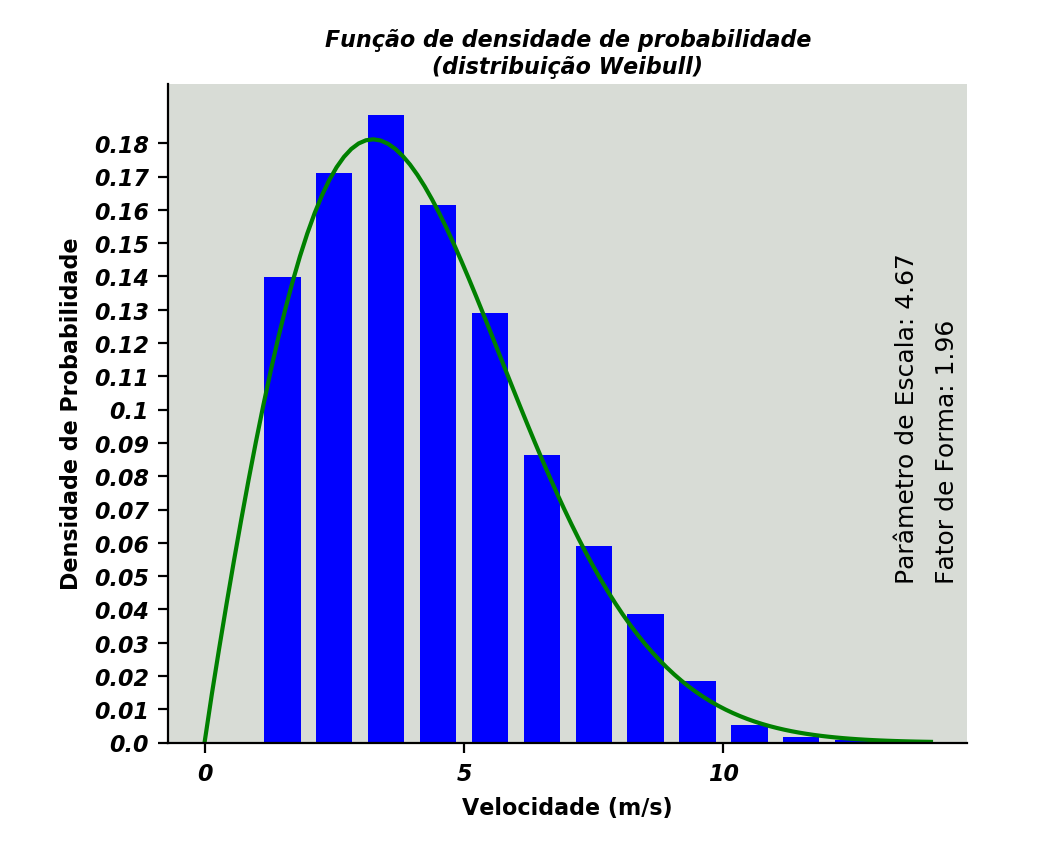 Função de densidade de probabilidade
(distribuição Weibull)
Densidade de Probabilidade
0.18
0.17
0.16
0.15
0.14
0.13
0.12
0.11
0.1
0.09
0.08
0.07
0.06
0.05
0.04
0.03
0.02
0.01
0.0
Parâmetro de Escala: 4.67
Fator de Forma: 1.96
0 5 10
Velocidade (m/s)